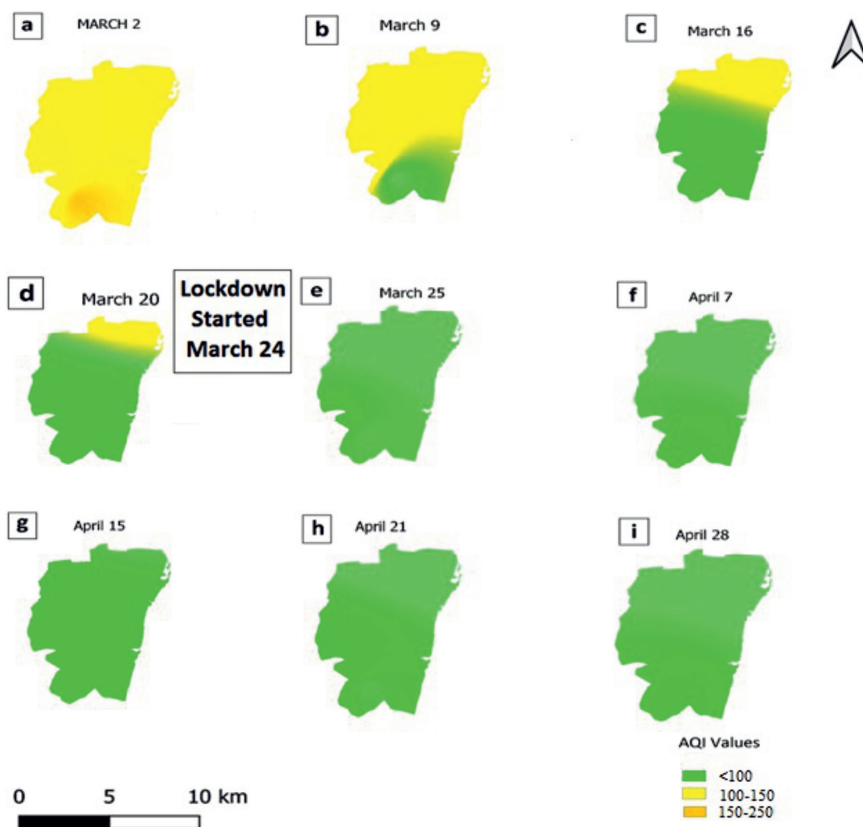 a
MARCH 2
b
March 9
c
March 16
d
March 20
Lockdown
Started
March 24
e
March 25
f
April 7
g
April 15
h
April 21
i
April 28
AQI Values
<100
100-150
150-250
0 5 10 km